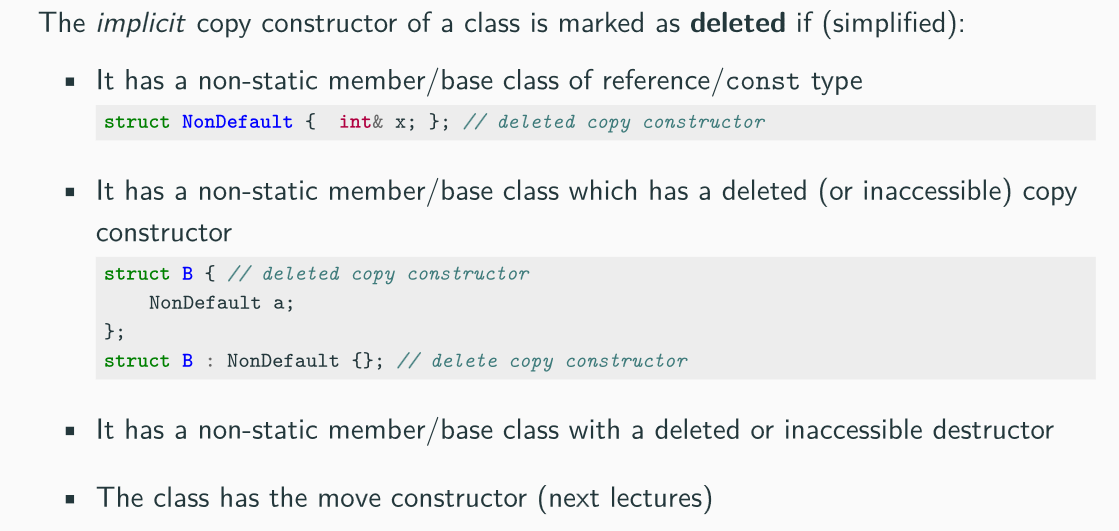 The implicit copy constructor of a class is marked as deleted if (simplified):
▪ It has a non-static member/base class of reference/const type
struct NonDefault { int& x; }; // deleted copy constructor
▪ It has a non-static member/base class which has a deleted (or inaccessible) copy
constructor
struct B { // deleted copy constructor
    NonDefault a;
};
struct B : NonDefault {}; // delete copy constructor
▪ It has a non-static member/base class with a deleted or inaccessible destructor
▪ The class has the move constructor (next lectures)